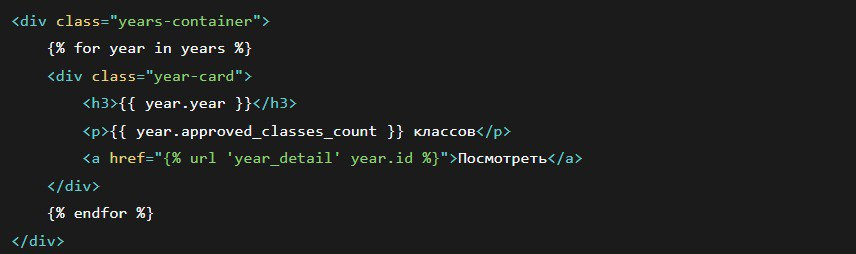 <div class="years-container">
    {% for year in years %}
    <div class="year-card">
        <h3>{{ year.year }}</h3>
        <p>{{ year.approved_classes_count }} классов</p>
        <a href="{% url 'year_detail' year.id %}">Посмотреть</a>
    </div>
    {% endfor %}
</div>